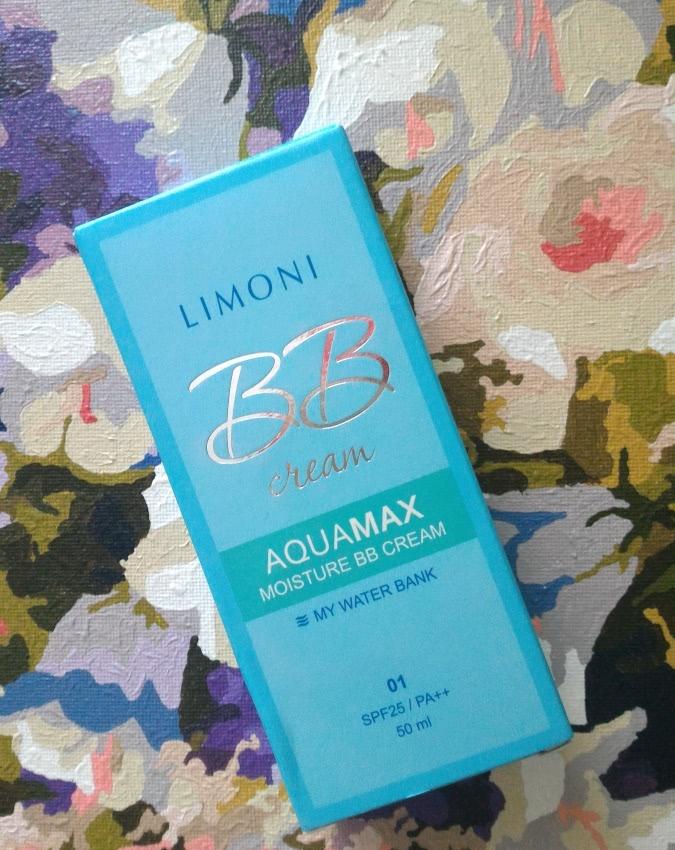 LIMONI
BB
cream
AQUAMAX
MOISTURE BB CREAM
MY WATER BANK
01
SPF25 / PA++
50 ml